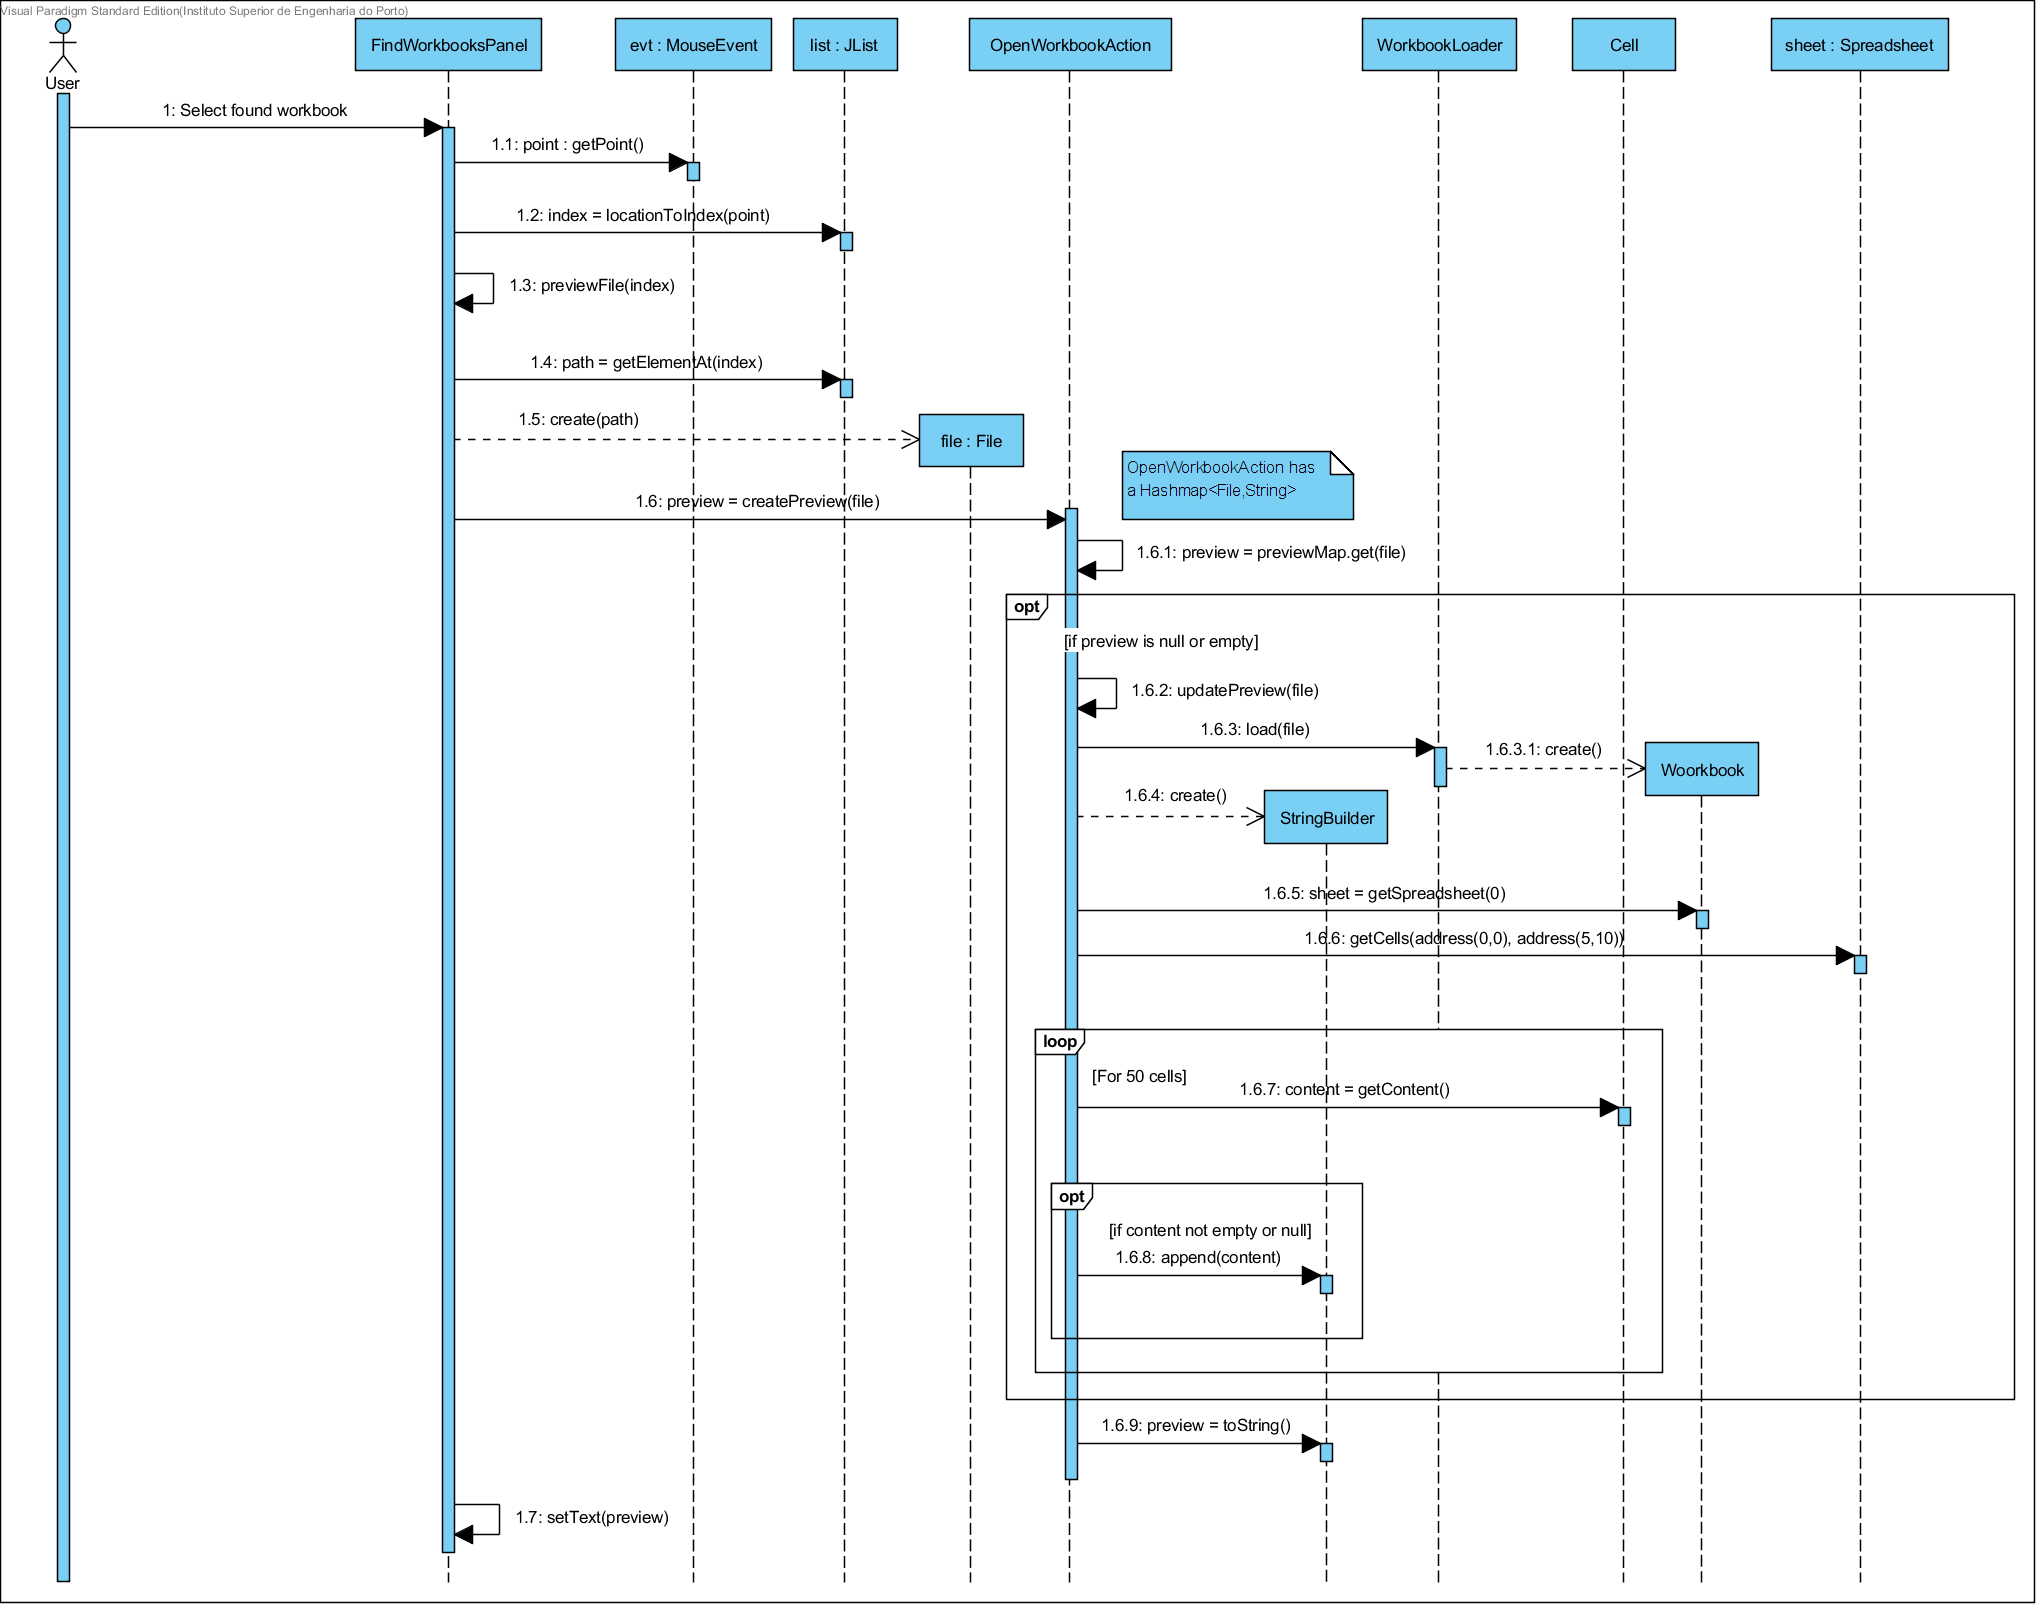 Visual Paradigm Standard Edition(Instituto Superior de Engenharia do Porto)
User
FindWorkbooksPanel
evt : MouseEvent
list : JList
OpenWorkbookAction
WorkbookLoader
Cell
sheet : Spreadsheet
1: Select found workbook
1.1: point : getPoint()
1.2: index = locationToIndex(point)
1.3: previewFile(index)
1.4: path = getElementAt(index)
1.5: create(path)
file : File
OpenWorkbookAction has
a Hashmap<File,String>
1.6: preview = createPreview(file)
1.6.1: preview = previewMap.get(file)
opt
[if preview is null or empty]
1.6.2: updatePreview(file)
1.6.3: load(file)
1.6.3.1: create()
Woorkbook
1.6.4: create()
StringBuilder
1.6.5: sheet = getSpreadsheet(0)
1.6.6: getCells(address(0,0), address(5,10))
loop
[For 50 cells]
1.6.7: content = getContent()
opt
[if content not empty or null]
1.6.8: append(content)
1.6.9: preview = toString()
1.7: setText(preview)